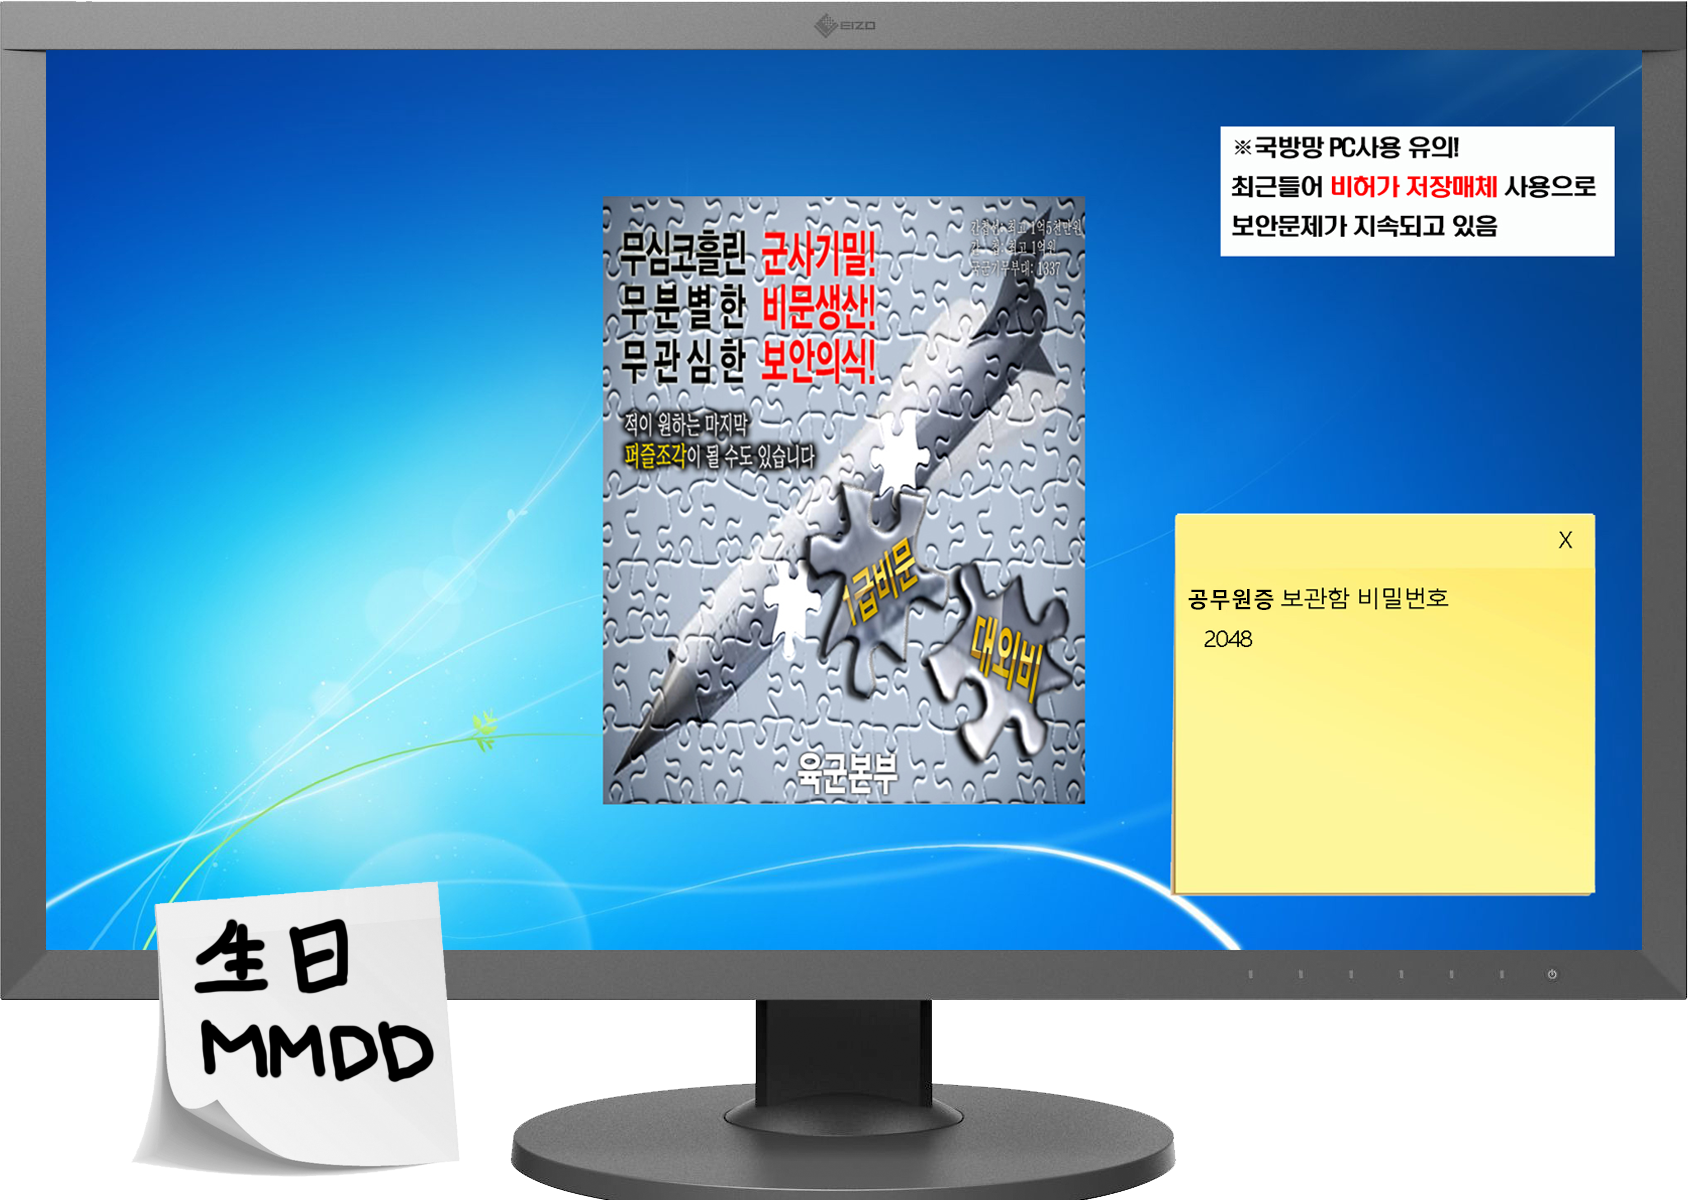 EIZO
※국방망 PC사용 유의!
최근들어 비허가 저장매체 사용으로
보안문제가 지속되고 있음
간첩선: 최고 1억5천만원
간 첩: 최고 1억원
국군기무부대: 1337
무심코흘린 군사기밀!
무분별한 비문생산!
무관심한 보안의식!
적이 원하는 마지막
퍼즐조각이 될 수도 있습니다
1급비문
대외비
육군본부
X
공무원증 보관함 비밀번호
2048
生日
MMDD